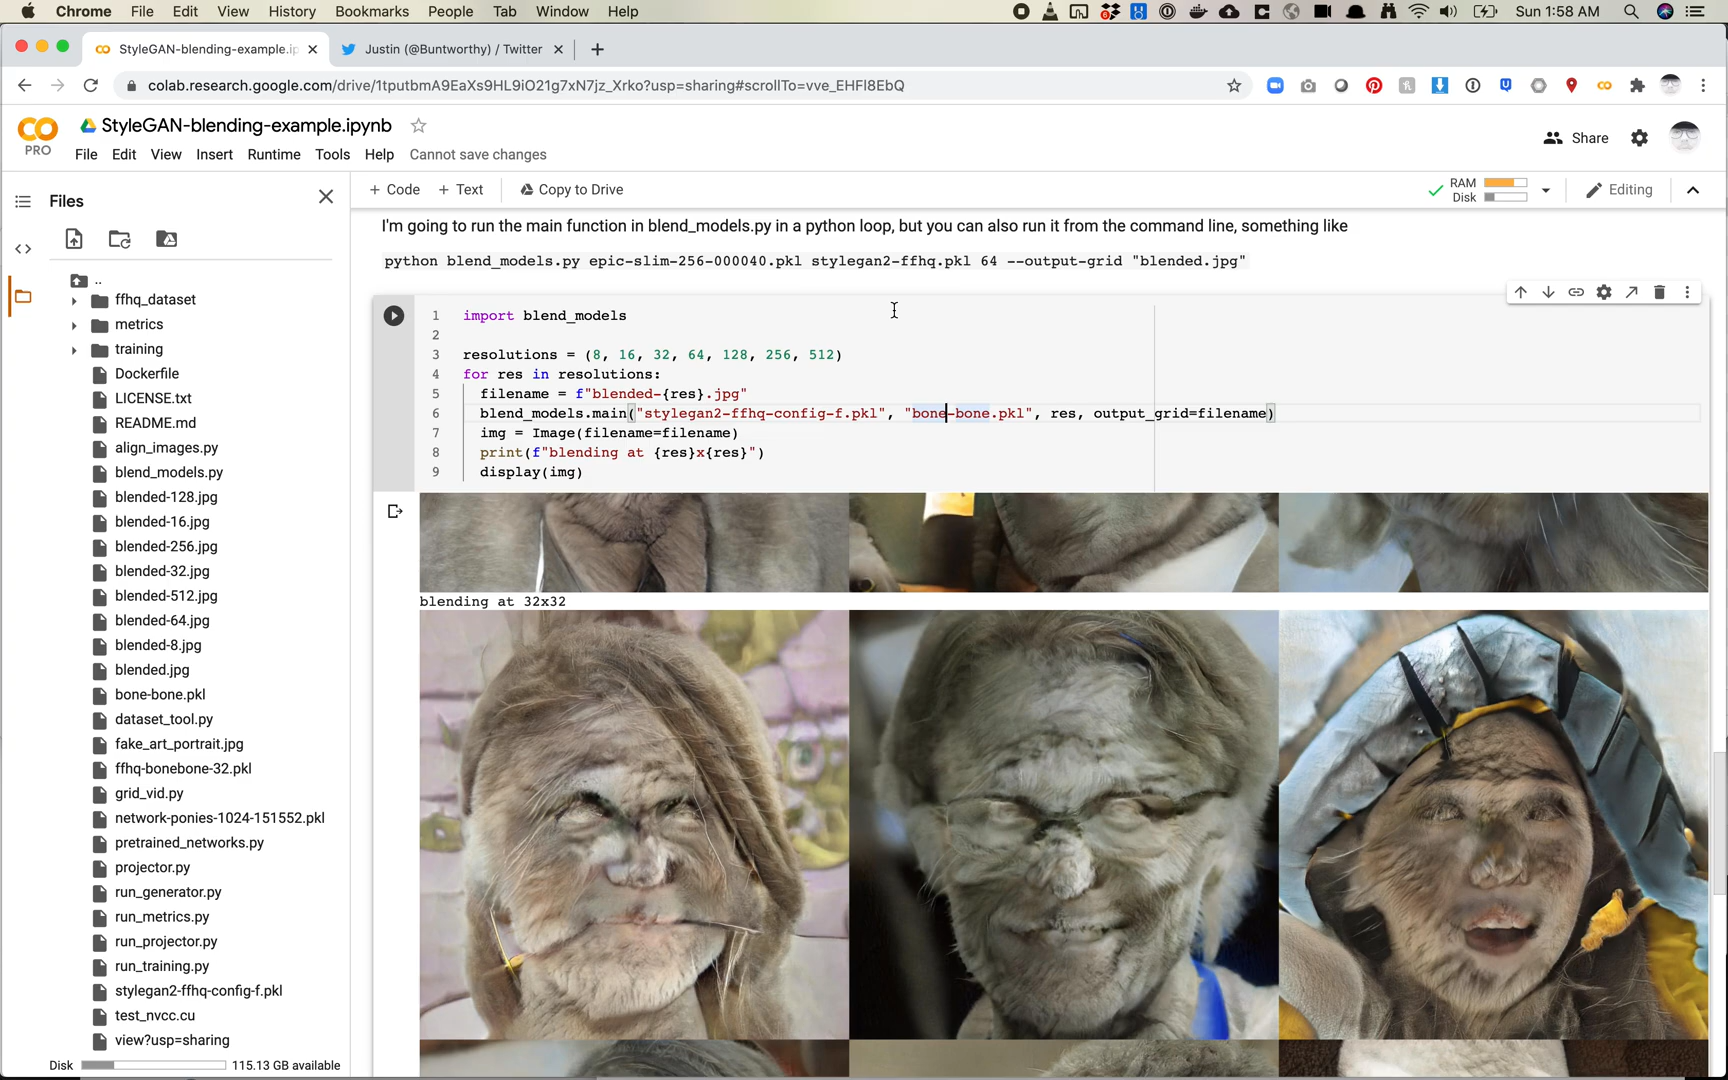 Chrome File Edit View History Bookmarks People Tab Window Help Sun 1:58 AM
StyleGAN-blending-example.ip Justin (@Buntworthy) / Twitter
colab.research.google.com/drive/1tputbmA9EaXs9HL9iO21g7xN7jz_Xrko?usp=sharing#scrollTo=vve_EHFl8EbQ
StyleGAN-blending-example.ipynb
PRO
File Edit View Insert Runtime Tools Help Cannot save changes
Share
Files
+ Code + Text Copy to Drive
RAM
Disk
Editing
I'm going to run the main function in blend_models.py in a python loop, but you can also run it from the command line, something like
python blend_models.py epic-slim-256-000040.pkl stylegan2-ffhq.pkl 64 --output-grid "blended.jpg"
..
ffhq_dataset
metrics
training
Dockerfile
LICENSE.txt
README.md
align_images.py
blend_models.py
blended-128.jpg
blended-16.jpg
blended-256.jpg
blended-32.jpg
blended-512.jpg
blended-64.jpg
blended-8.jpg
blended.jpg
bone-bone.pkl
dataset_tool.py
fake_art_portrait.jpg
ffhq-bonebone-32.pkl
grid_vid.py
network-ponies-1024-151552.pkl
pretrained_networks.py
projector.py
run_generator.py
run_metrics.py
run_projector.py
run_training.py
stylegan2-ffhq-config-f.pkl
test_nvcc.cu
view?usp=sharing
Disk 115.13 GB available
1 import blend_models
2
3 resolutions = (8, 16, 32, 64, 128, 256, 512)
4 for res in resolutions:
5 filename = f"blended-{res}.jpg"
6 blend_models.main("stylegan2-ffhq-config-f.pkl", "bone-bone.pkl", res, output_grid=filename)
7 img = Image(filename=filename)
8 print(f"blending at {res}x{res}")
9 display(img)
blending at 32x32